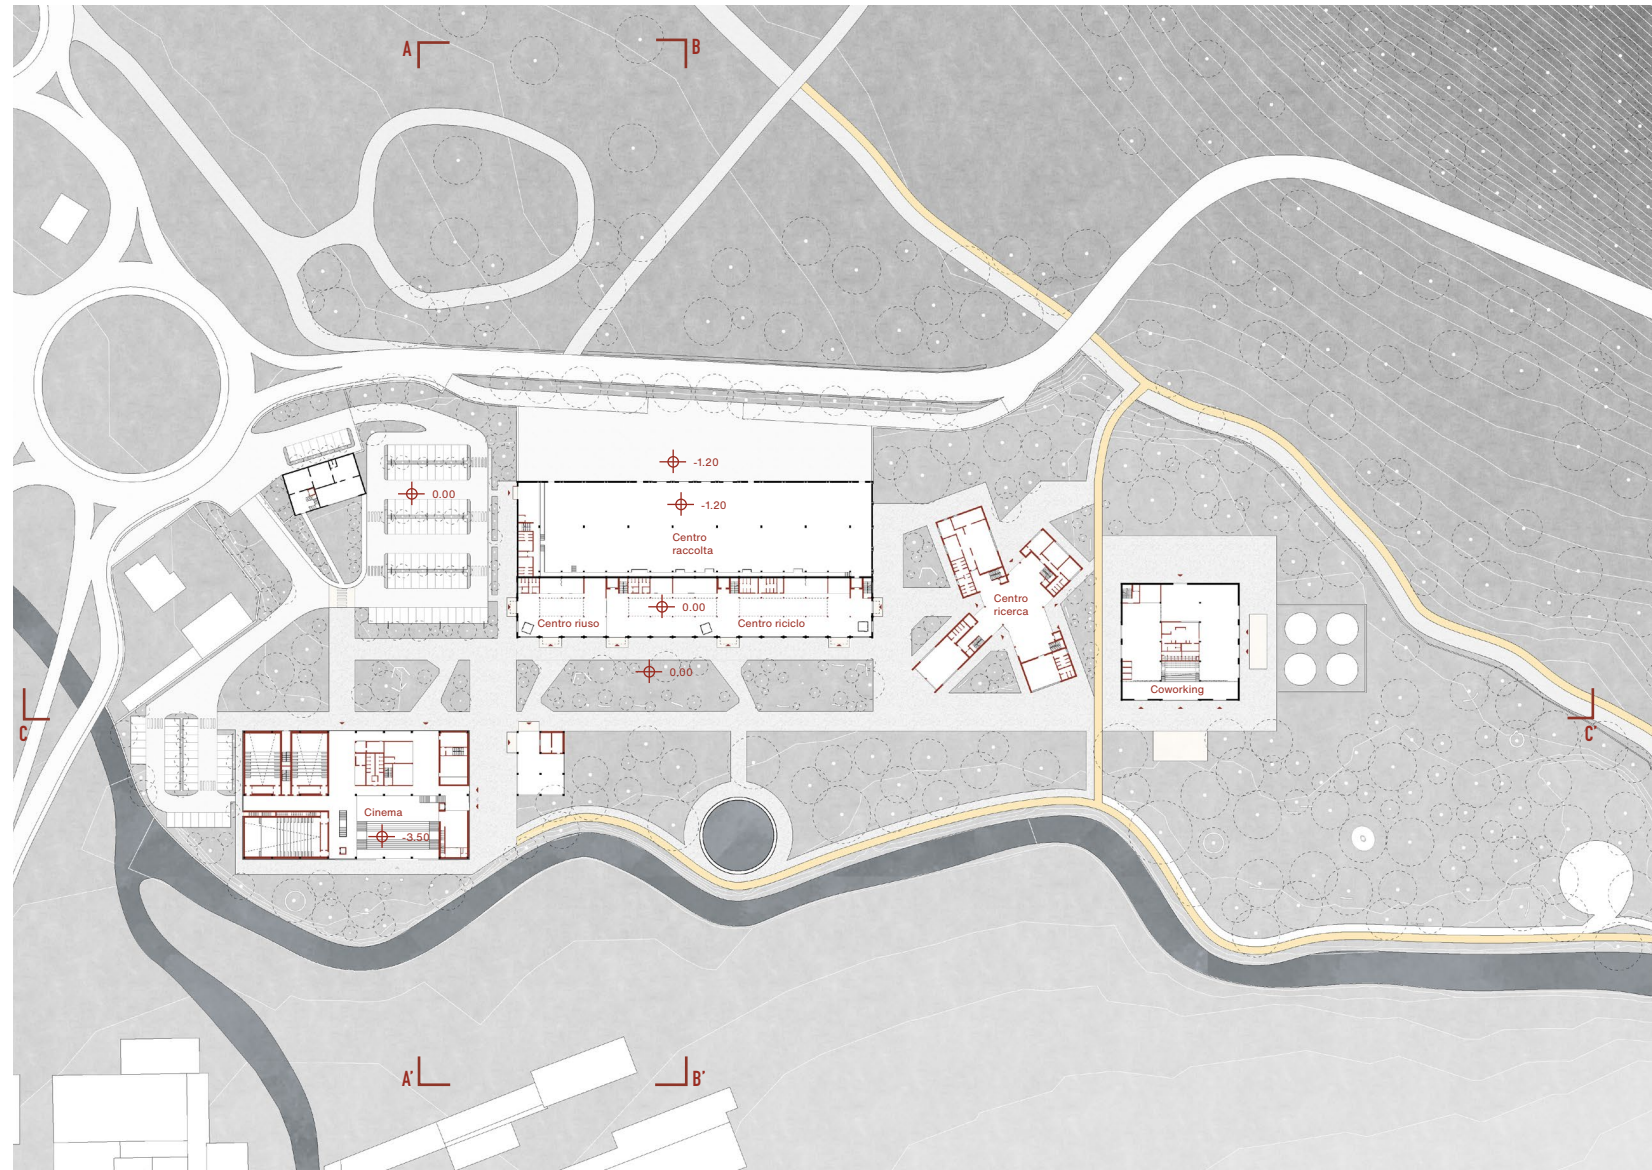 A
B
-1.20
0.00
-1.20
Centro
raccolta
Centro
ricerca
0.00
Centro riuso
Centro riciclo
0.00
Coworking
C
C'
Cinema
-3.50
A'
B'